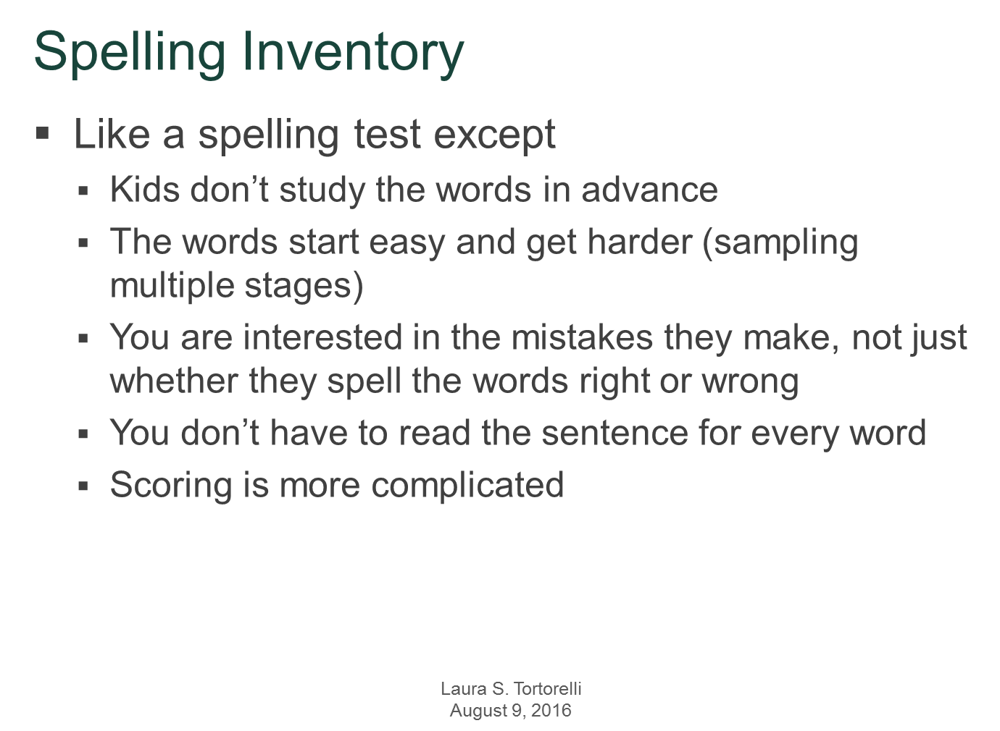 Spelling Inventory
▪ Like a spelling test except
▪ Kids don’t study the words in advance
▪ The words start easy and get harder (sampling
multiple stages)
▪ You are interested in the mistakes they make, not just
whether they spell the words right or wrong
▪ You don’t have to read the sentence for every word
▪ Scoring is more complicated
Laura S. Tortorelli
August 9, 2016